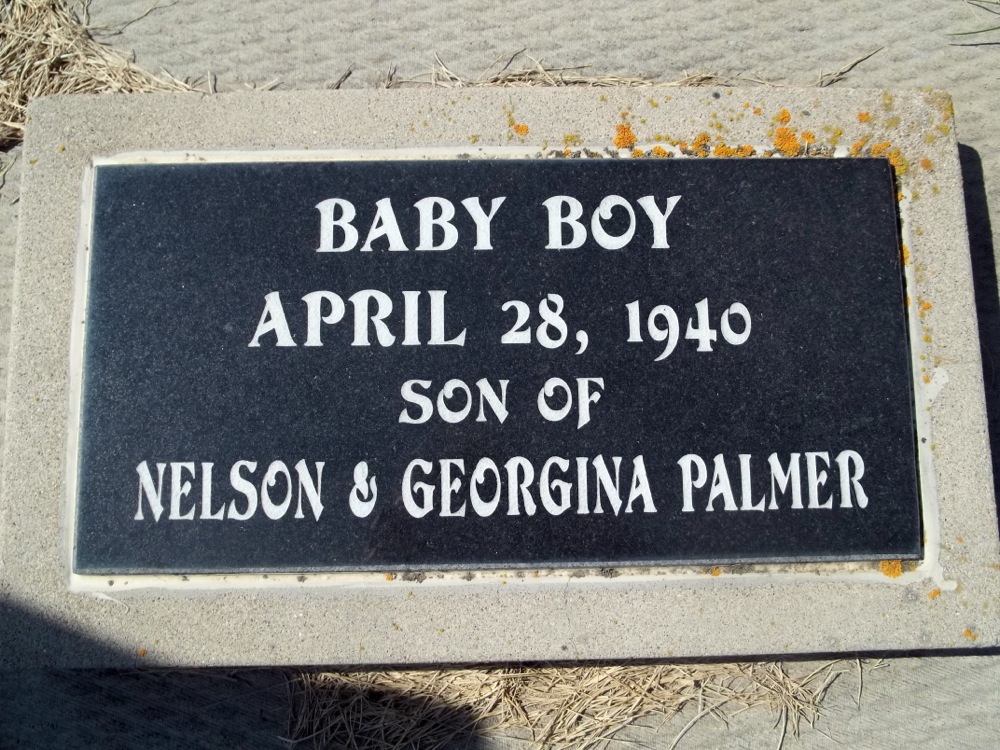 BABY BOY
APRIL 28, 1940
SON OF
NELSON & GEORGINA PALMER